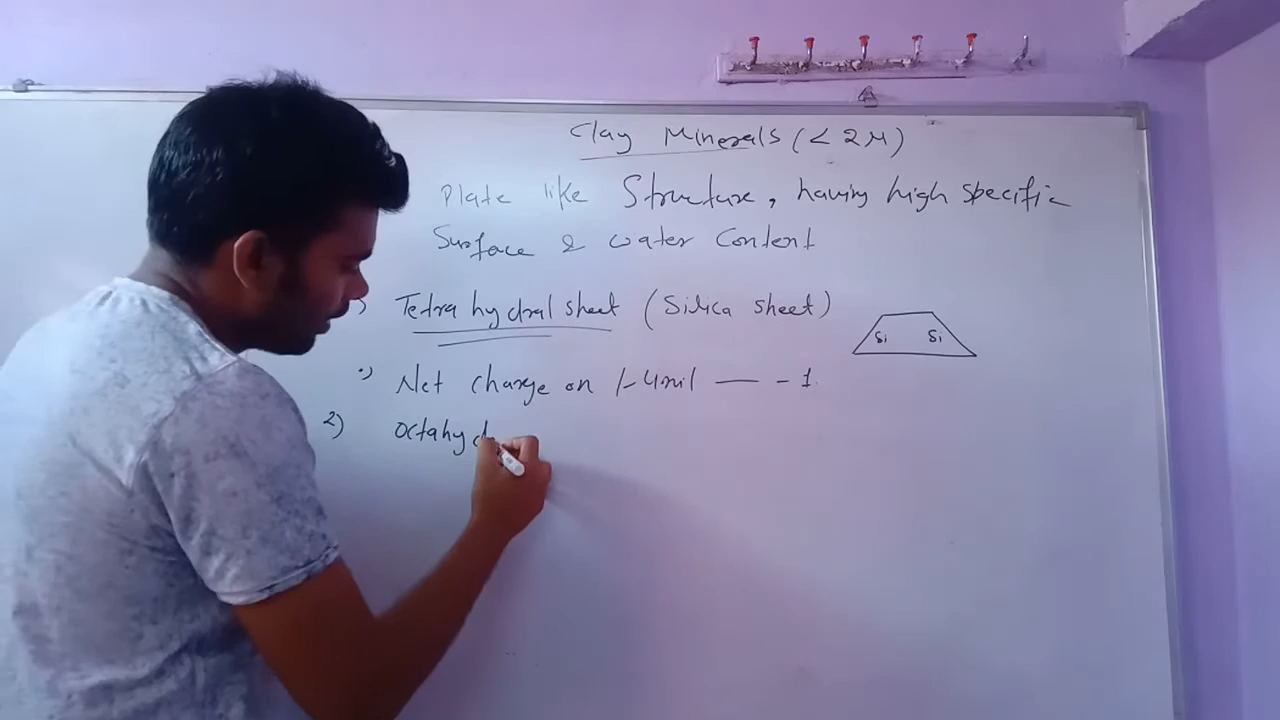 Clay Minerals (< 2μ)
Plate like Structure, having high specific
Surface & water Content
) Tetra hydral sheet (Silica sheet)
Si Si
•) Net charge on 1-Unit — -1.
2) Octahyd